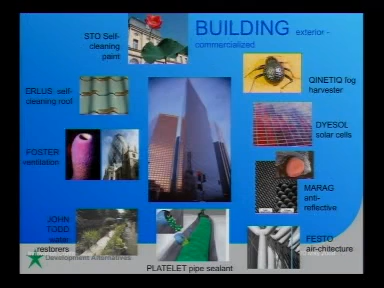 BUILDING exterior –
commercialized
STO Self-
cleaning
paint
QINETIQ fog
harvester
ERLUS self-
cleaning roof
DYESOL
solar cells
FOSTER
ventilation
MARAG
anti-
reflective
JOHN
TODD
water
restorers
FESTO
air-chitecture
Development Alternatives
PLATELET pipe sealant